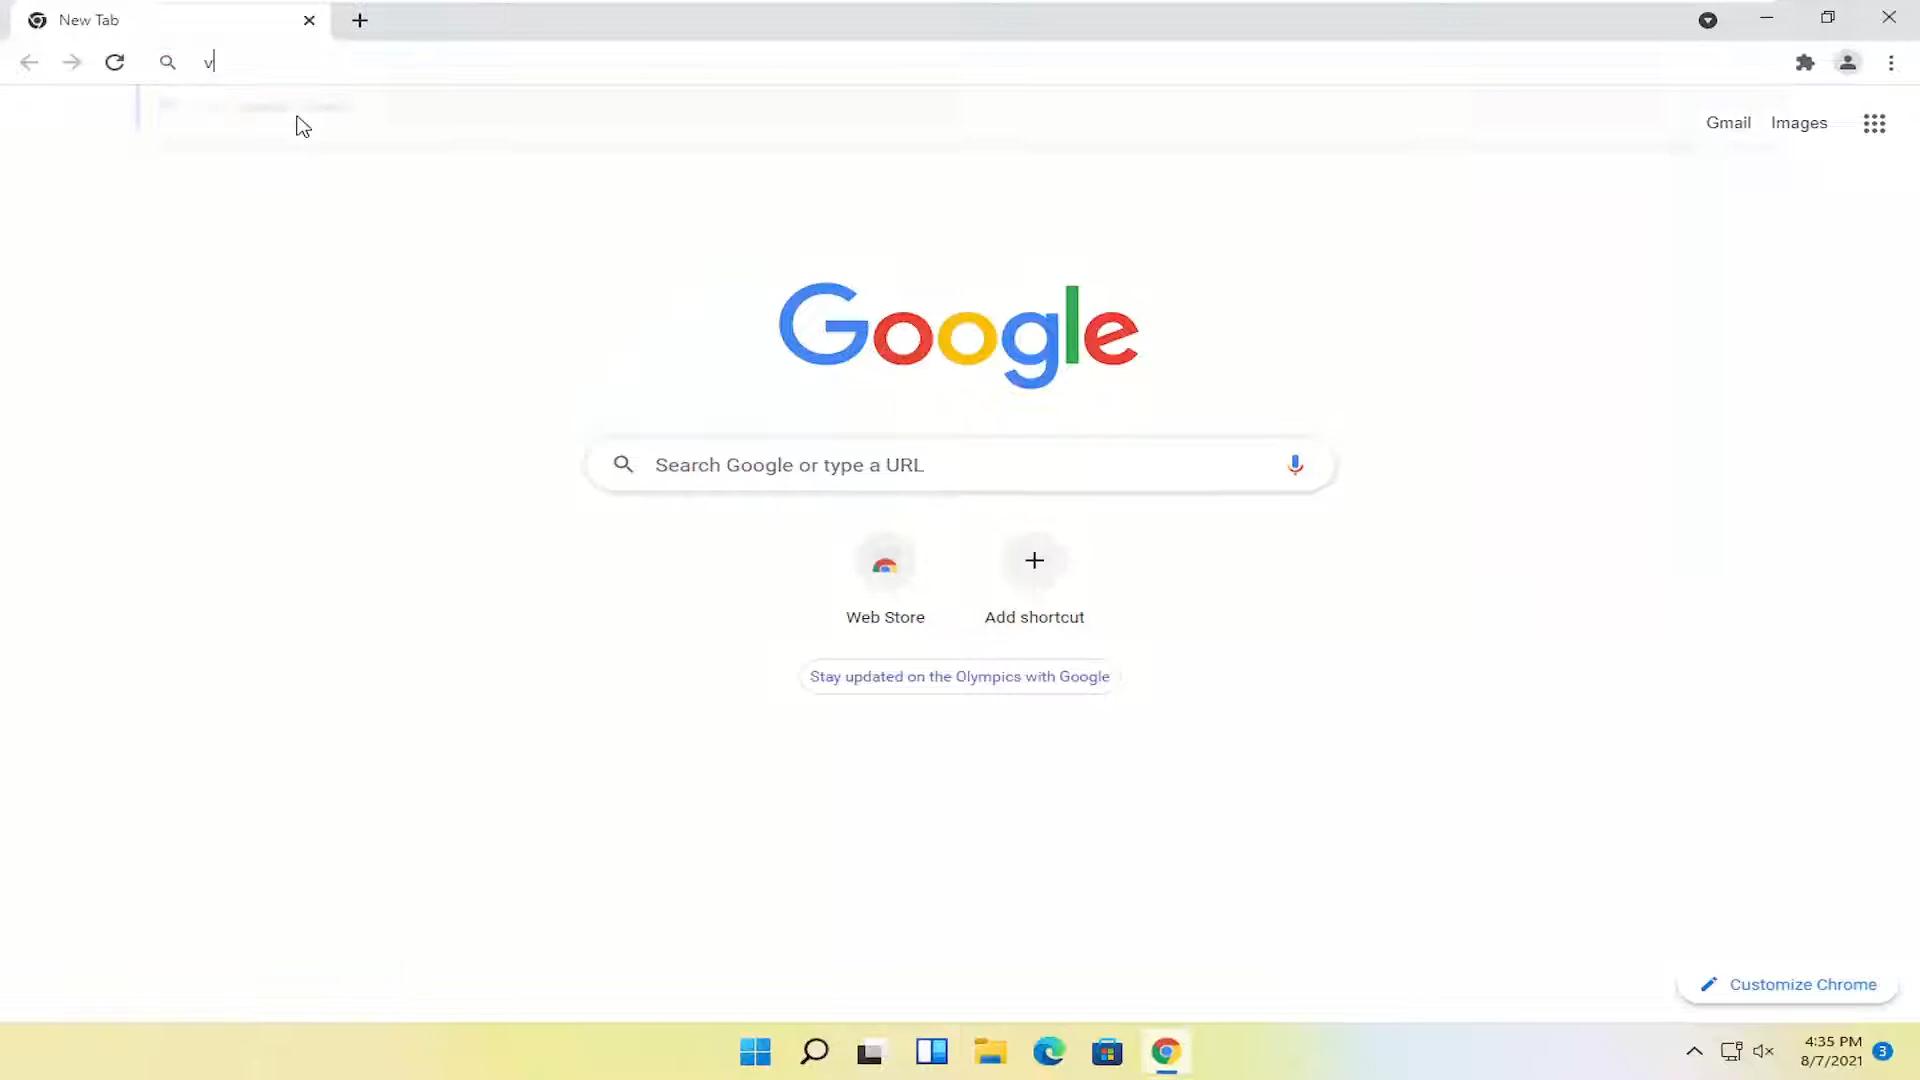 New Tab
v
Gmail Images
Google
Search Google or type a URL
Web Store
Add shortcut
Stay updated on the Olympics with Google
Customize Chrome
4:35 PM
8/7/2021
3